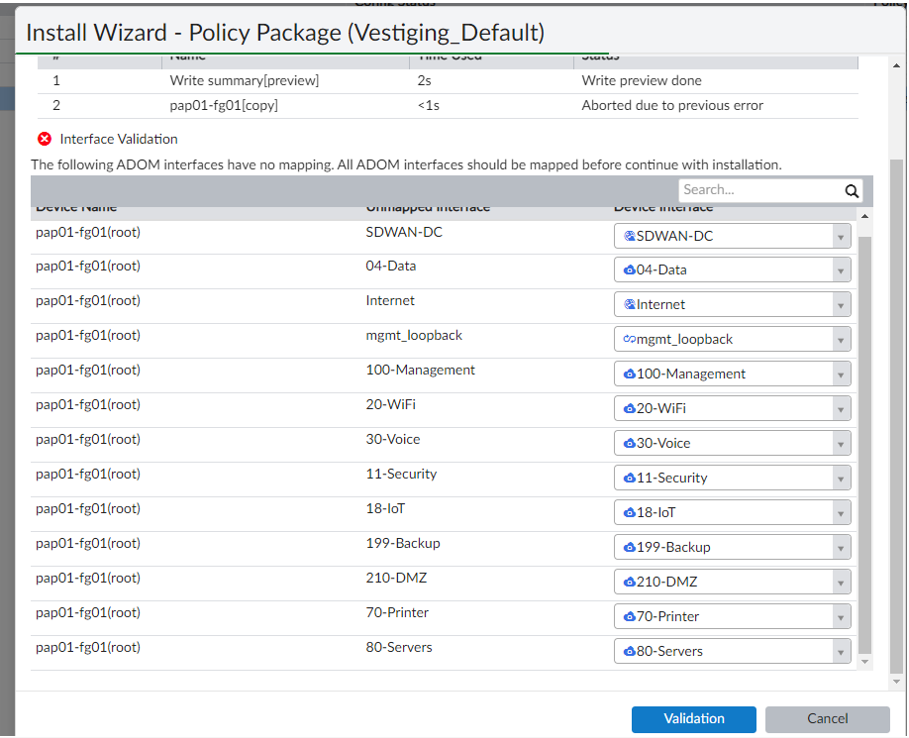 Config Status
Install Wizard - Policy Package (Vestiging_Default)
# Name Time Used Status
1 Write summary[preview] 2s Write preview done
2 pap01-fg01[copy] <1s Aborted due to previous error
Interface Validation
The following ADOM interfaces have no mapping. All ADOM interfaces should be mapped before continue with installation.
Search...
Device Name Unmapped Interface Device Interface
pap01-fg01(root) SDWAN-DC SDWAN-DC
pap01-fg01(root) 04-Data 04-Data
pap01-fg01(root) Internet Internet
pap01-fg01(root) mgmt_loopback mgmt_loopback
pap01-fg01(root) 100-Management 100-Management
pap01-fg01(root) 20-WiFi 20-WiFi
pap01-fg01(root) 30-Voice 30-Voice
pap01-fg01(root) 11-Security 11-Security
pap01-fg01(root) 18-IoT 18-IoT
pap01-fg01(root) 199-Backup 199-Backup
pap01-fg01(root) 210-DMZ 210-DMZ
pap01-fg01(root) 70-Printer 70-Printer
pap01-fg01(root) 80-Servers 80-Servers
Validation Cancel